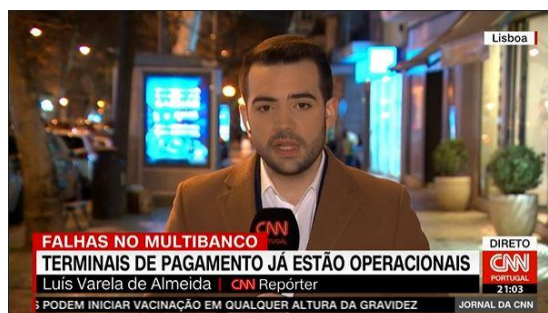 Lisboa
CNN
PORTUGAL
FALHAS NO MULTIBANCO
TERMINAIS DE PAGAMENTO JÁ ESTÃO OPERACIONAIS
Luís Varela de Almeida | CNN Repórter
DIRETO
CNN
PORTUGAL
21:03
S PODEM INICIAR VACINAÇÃO EM QUALQUER ALTURA DA GRAVIDEZ
JORNAL DA CNN